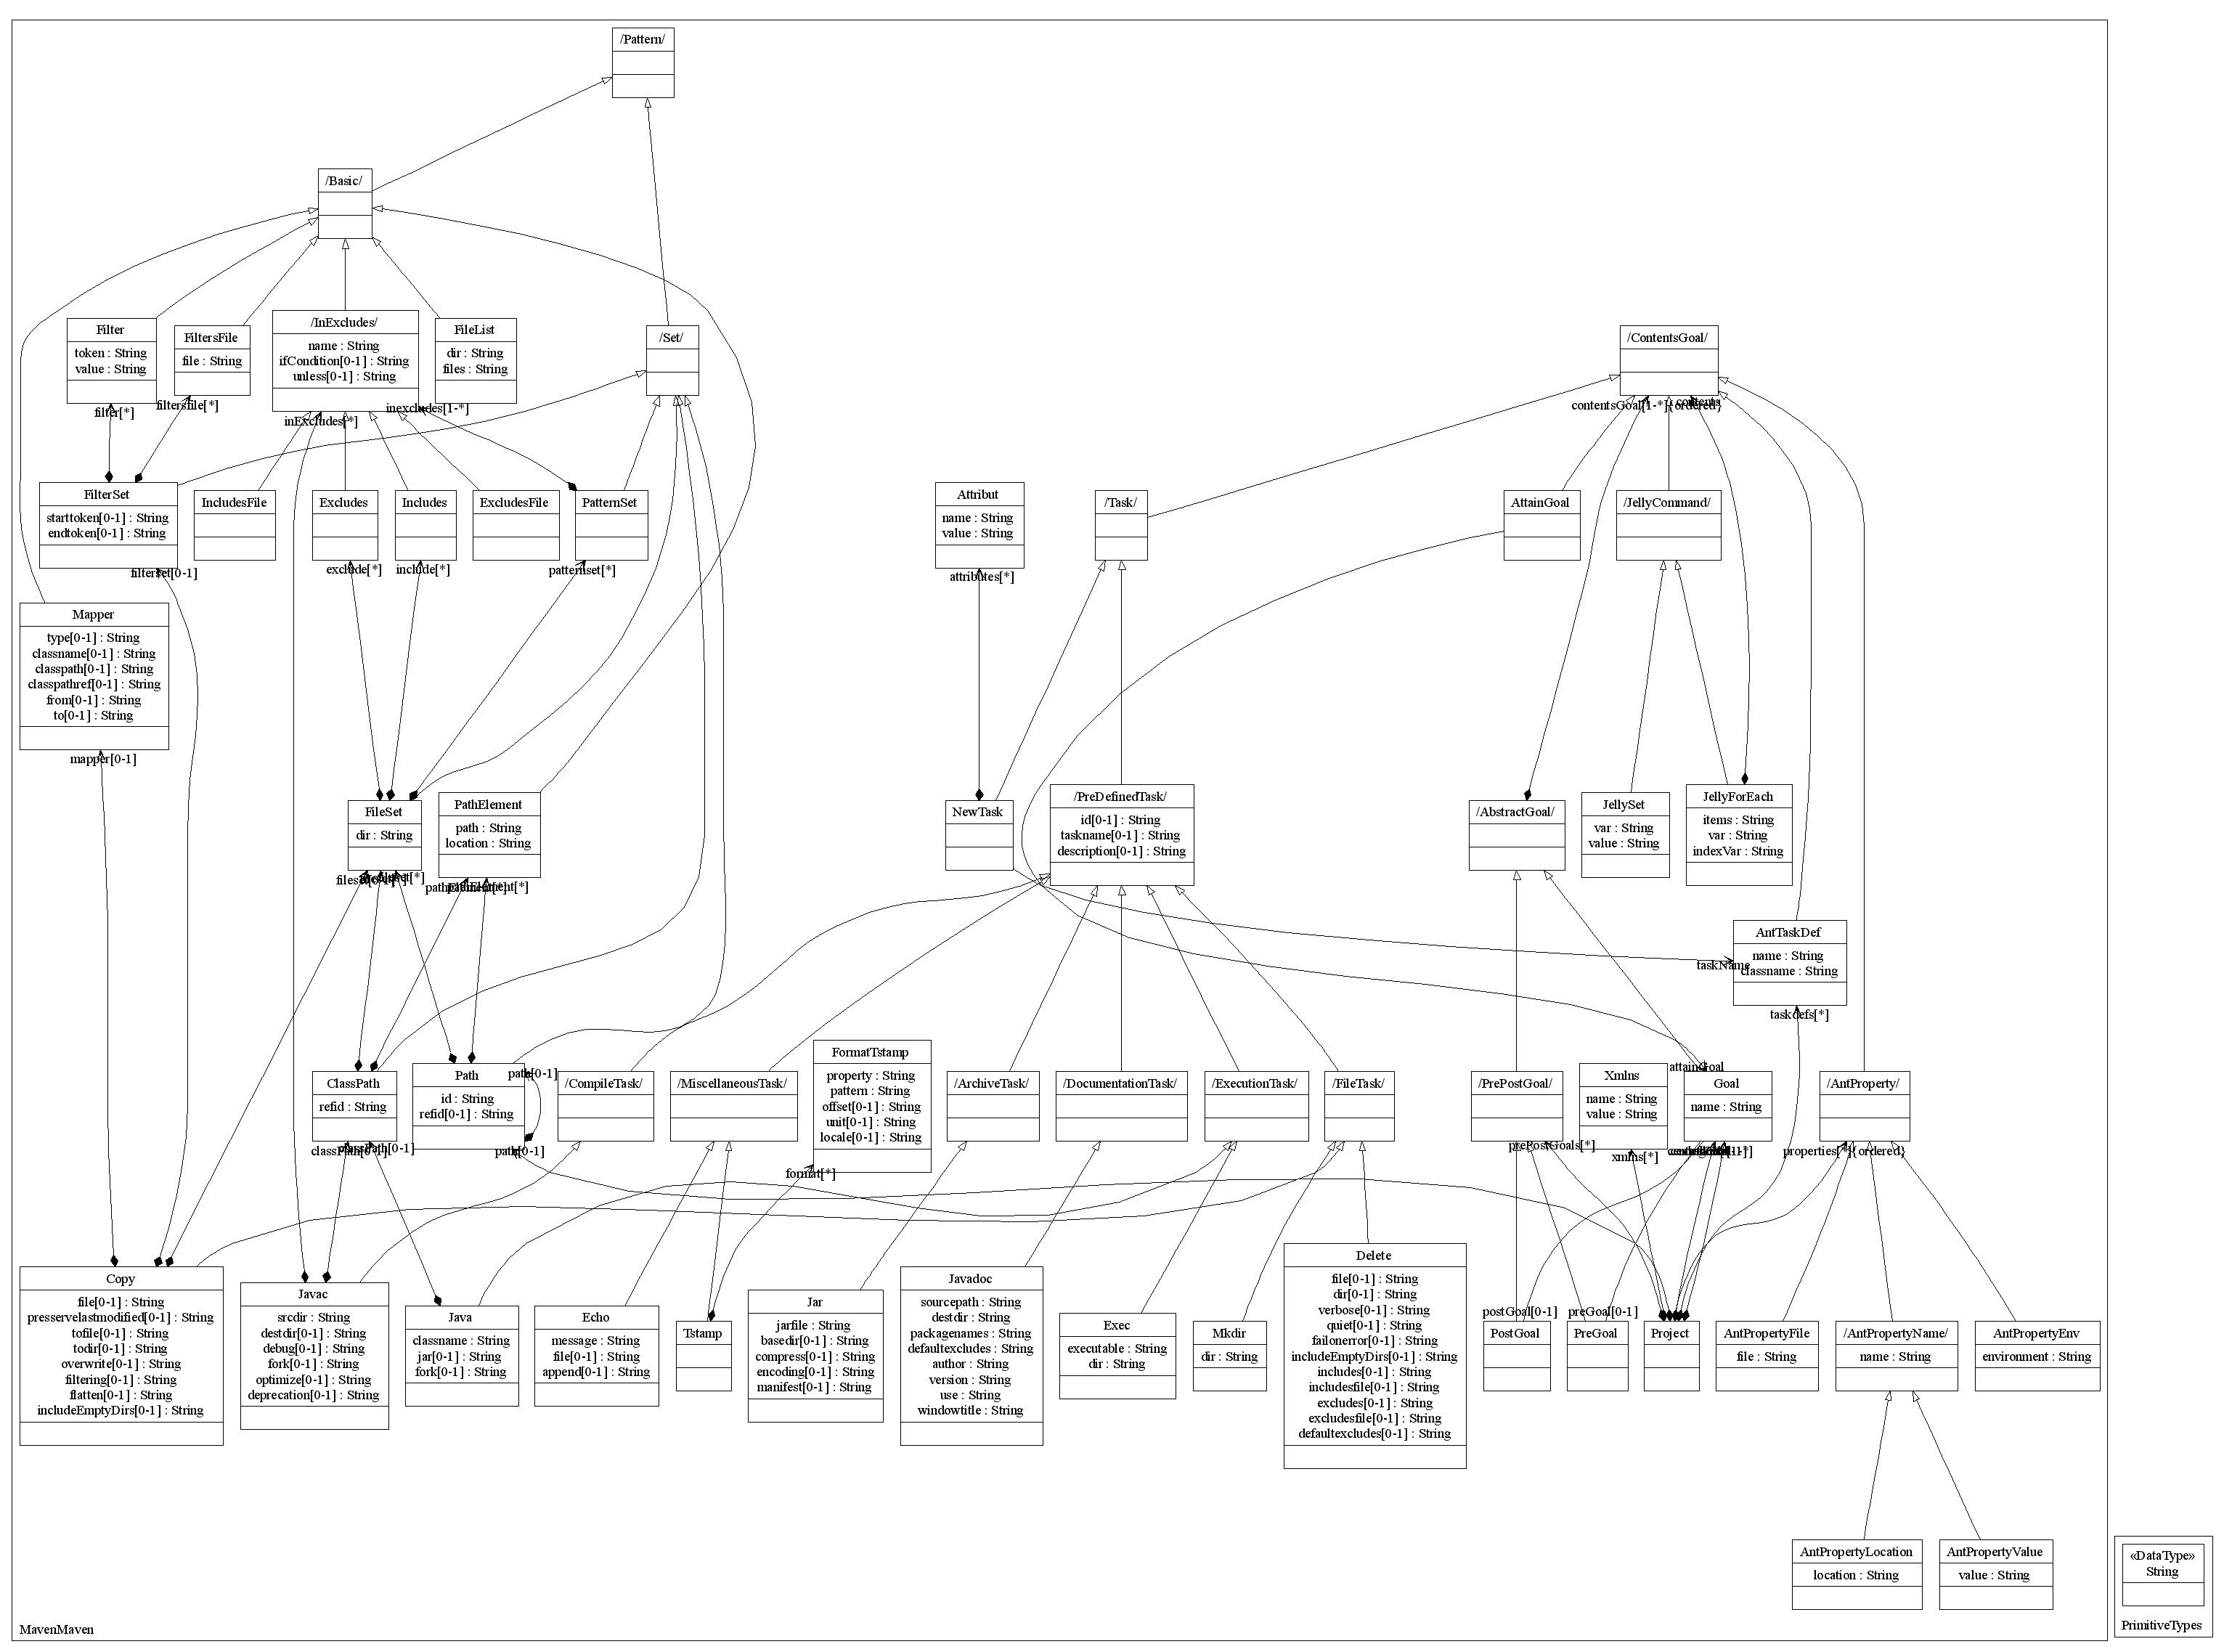 /Pattern/
/Basic/
Filter
token : String
value : String
FiltersFile
file : String
/InExcludes/
name : String
ifCondition[0-1] : String
unless[0-1] : String
FileList
dir : String
files : String
/Set/
/ContentsGoal/
filter[*]
filtersfile[*]
inExcludes[*]
inexcludes[1-*]
contentsGoal[1-*]{ordered}
contents
FilterSet
starttoken[0-1] : String
endtoken[0-1] : String
IncludesFile
Excludes
Includes
ExcludesFile
PatternSet
Attribut
name : String
value : String
/Task/
AttainGoal
/JellyCommand/
filterset[0-1]
exclude[*]
include[*]
patternset[*]
attributes[*]
Mapper
type[0-1] : String
classname[0-1] : String
classpath[0-1] : String
classpathref[0-1] : String
from[0-1] : String
to[0-1] : String
mapper[0-1]
FileSet
dir : String
PathElement
path : String
location : String
NewTask
/PreDefinedTask/
id[0-1] : String
taskname[0-1] : String
description[0-1] : String
/AbstractGoal/
JellySet
var : String
value : String
JellyForEach
items : String
var : String
indexVar : String
AntTaskDef
name : String
classname : String
taskName
taskdefs[*]
ClassPath
refid : String
Path
id : String
refid[0-1] : String
path[0-1]
/CompileTask/
/MiscellaneousTask/
FormatTstamp
property : String
pattern : String
offset[0-1] : String
unit[0-1] : String
locale[0-1] : String
/ArchiveTask/
/DocumentationTask/
/ExecutionTask/
/FileTask/
/PrePostGoal/
Xmlns
name : String
value : String
attainGoal
Goal
name : String
/AntProperty/
classPath[0-1]
path[0-1]
format[*]
prePostGoals[*]
xmlns[*]
properties[*]{ordered}
Copy
file[0-1] : String
presservelastmodified[0-1] : String
tofile[0-1] : String
todir[0-1] : String
overwrite[0-1] : String
filtering[0-1] : String
flatten[0-1] : String
includeEmptyDirs[0-1] : String
Javac
srcdir : String
destdir[0-1] : String
debug[0-1] : String
fork[0-1] : String
optimize[0-1] : String
deprecation[0-1] : String
Java
classname : String
jar[0-1] : String
fork[0-1] : String
Echo
message : String
file[0-1] : String
append[0-1] : String
Tstamp
Jar
jarfile : String
basedir[0-1] : String
compress[0-1] : String
encoding[0-1] : String
manifest[0-1] : String
Javadoc
sourcepath : String
destdir : String
packagenames : String
defaultexcludes : String
author : String
version : String
use : String
windowtitle : String
Exec
executable : String
dir : String
Mkdir
dir : String
Delete
file[0-1] : String
dir[0-1] : String
verbose[0-1] : String
quiet[0-1] : String
failonerror[0-1] : String
includeEmptyDirs[0-1] : String
includes[0-1] : String
includesfile[0-1] : String
excludes[0-1] : String
excludesfile[0-1] : String
defaultexcludes[0-1] : String
postGoal[0-1]
preGoal[0-1]
PostGoal
PreGoal
Project
AntPropertyFile
file : String
/AntPropertyName/
name : String
AntPropertyEnv
environment : String
AntPropertyLocation
location : String
AntPropertyValue
value : String
MavenMaven
«DataType»
String
PrimitiveTypes